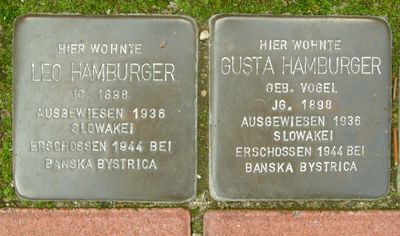 HIER WOHNTE
LEO HAMBURGER
JG. 1898
AUSGEWIESEN 1936
SLOWAKEI
ERSCHOSSEN 1944 BEI
BANSKA BYSTRICA
HIER WOHNTE
GUSTA HAMBURGER
GEB. VOGEL
JG. 1898
AUSGEWIESEN 1936
SLOWAKEI
ERSCHOSSEN 1944 BEI
BANSKA BYSTRICA